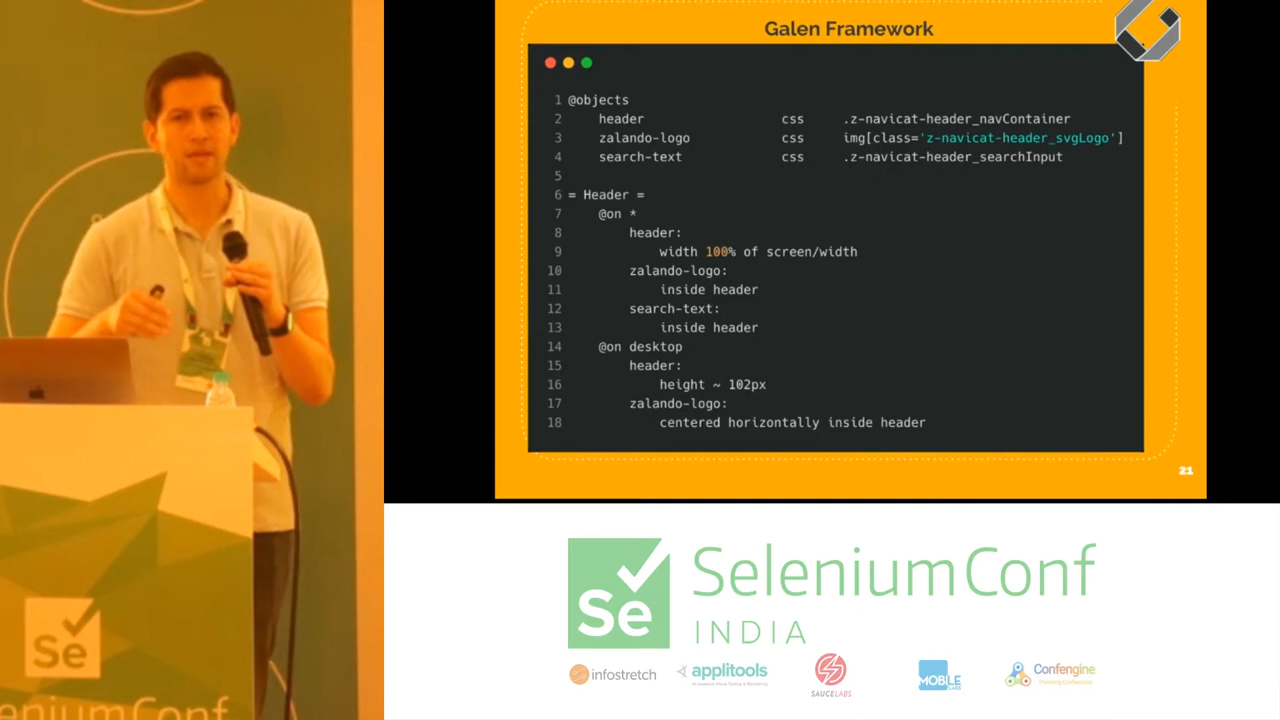 Galen Framework
1 @objects
2 header css .z-navicat-header_navContainer
3 zalando-logo css img[class='z-navicat-header_svgLogo']
4 search-text css .z-navicat-header_searchInput
5
6 = Header =
7 @on *
8 header:
9 width 100% of screen/width
10 zalando-logo:
11 inside header
12 search-text:
13 inside header
14 @on desktop
15 header:
16 height ~ 102px
17 zalando-logo:
18 centered horizontally inside header
21
Se
SeleniumConf
INDIA
infostretch
applitools
SAUCELABS
MOBILE
LABS
Confengine
Se
eniumConf